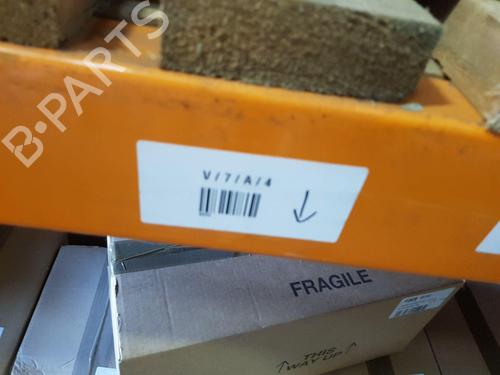 B-PARTS
V/7/A/4
FRAGILE
THIS
WAY UP